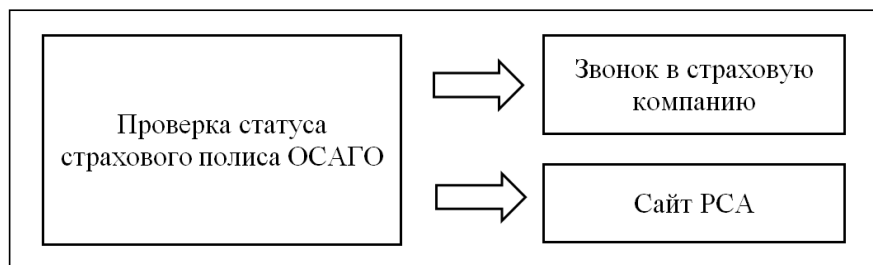 Проверка статуса
страхового полиса ОСАГО
Звонок в страховую
компанию
Сайт РСА